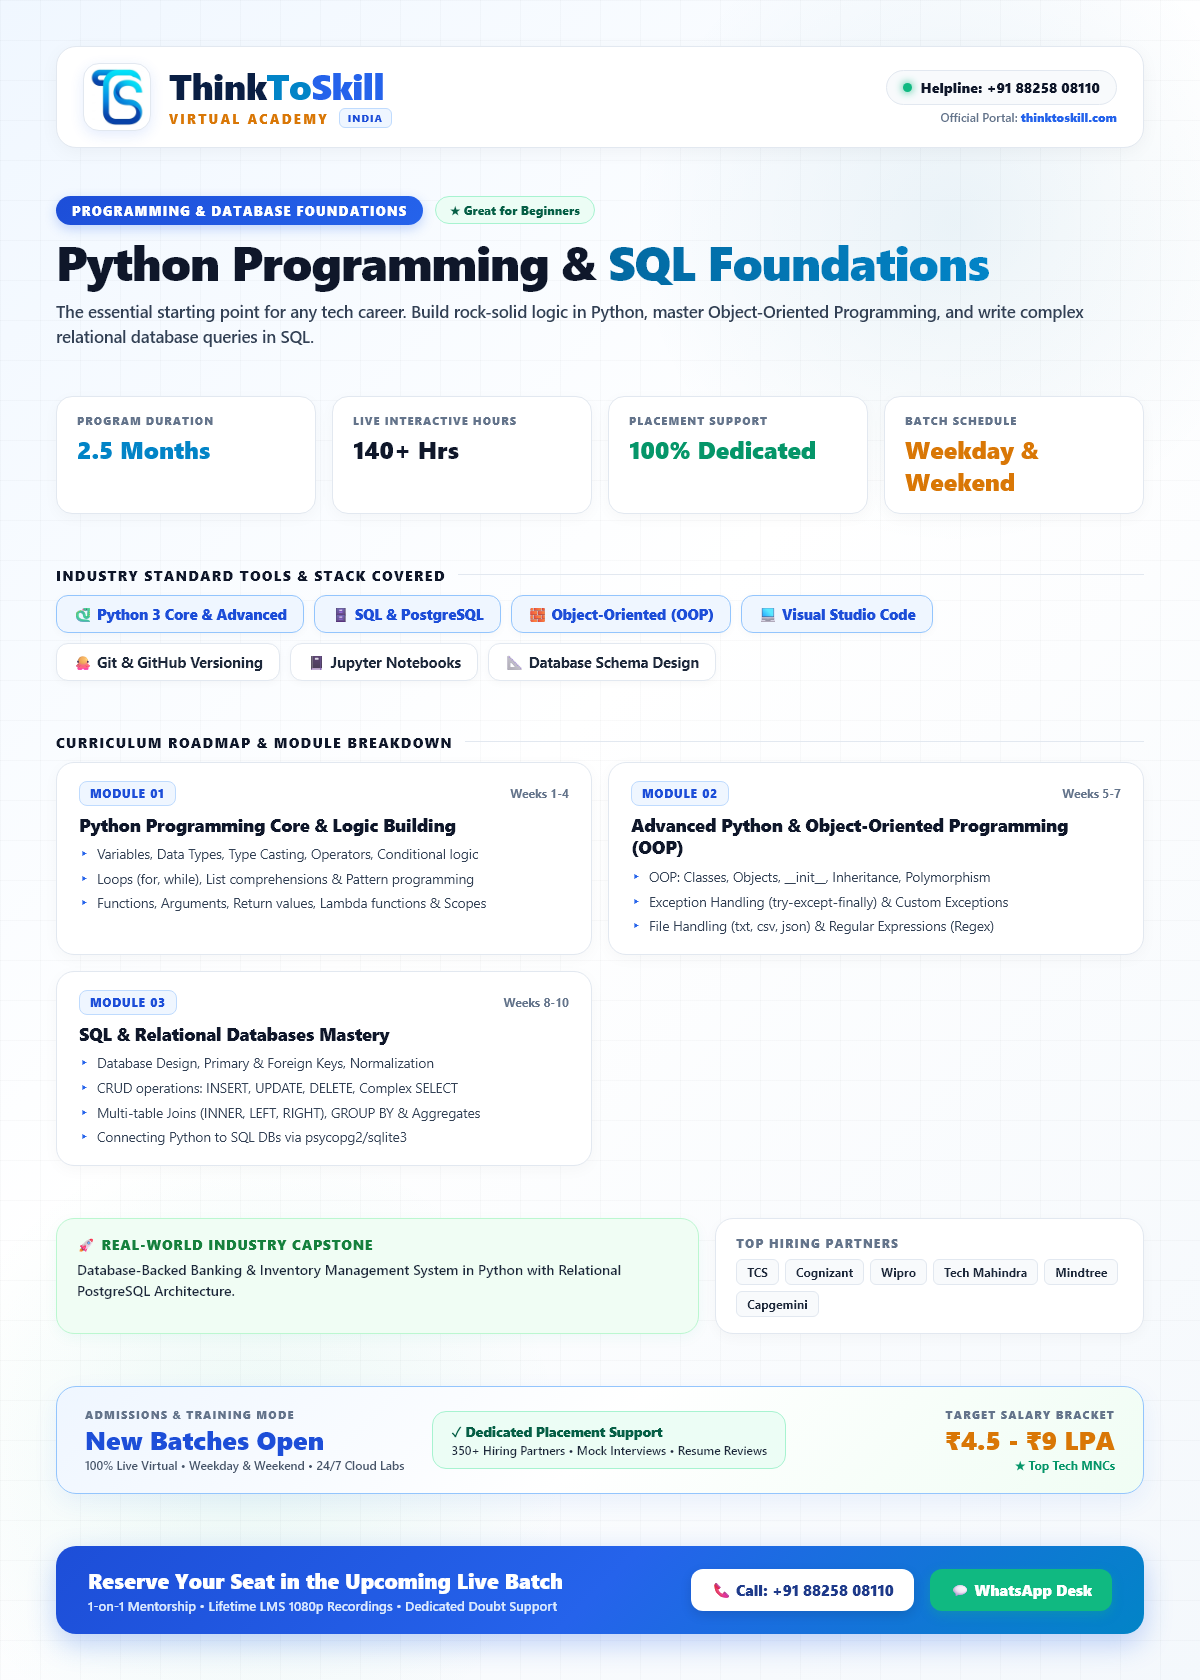 ThinkToSkill
VIRTUAL ACADEMY INDIA
Helpline: +91 88258 08110
Official Portal: thinktoskill.com
PROGRAMMING & DATABASE FOUNDATIONS
★ Great for Beginners
Python Programming & SQL Foundations
The essential starting point for any tech career. Build rock-solid logic in Python, master Object-Oriented Programming, and write complex
relational database queries in SQL.
PROGRAM DURATION
2.5 Months
LIVE INTERACTIVE HOURS
140+ Hrs
PLACEMENT SUPPORT
100% Dedicated
BATCH SCHEDULE
Weekday &
Weekend
INDUSTRY STANDARD TOOLS & STACK COVERED
Python 3 Core & Advanced
SQL & PostgreSQL
Object-Oriented (OOP)
Visual Studio Code
Git & GitHub Versioning
Jupyter Notebooks
Database Schema Design
CURRICULUM ROADMAP & MODULE BREAKDOWN
MODULE 01
Weeks 1-4
Python Programming Core & Logic Building
‣ Variables, Data Types, Type Casting, Operators, Conditional logic
‣ Loops (for, while), List comprehensions & Pattern programming
‣ Functions, Arguments, Return values, Lambda functions & Scopes
MODULE 02
Weeks 5-7
Advanced Python & Object-Oriented Programming
(OOP)
‣ OOP: Classes, Objects, __init__, Inheritance, Polymorphism
‣ Exception Handling (try-except-finally) & Custom Exceptions
‣ File Handling (txt, csv, json) & Regular Expressions (Regex)
MODULE 03
Weeks 8-10
SQL & Relational Databases Mastery
‣ Database Design, Primary & Foreign Keys, Normalization
‣ CRUD operations: INSERT, UPDATE, DELETE, Complex SELECT
‣ Multi-table Joins (INNER, LEFT, RIGHT), GROUP BY & Aggregates
‣ Connecting Python to SQL DBs via psycopg2/sqlite3
🚀 REAL-WORLD INDUSTRY CAPSTONE
Database-Backed Banking & Inventory Management System in Python with Relational
PostgreSQL Architecture.
TOP HIRING PARTNERS
TCS Cognizant Wipro Tech Mahindra Mindtree
Capgemini
ADMISSIONS & TRAINING MODE
New Batches Open
100% Live Virtual • Weekday & Weekend • 24/7 Cloud Labs
✓ Dedicated Placement Support
350+ Hiring Partners • Mock Interviews • Resume Reviews
TARGET SALARY BRACKET
₹4.5 - ₹9 LPA
★ Top Tech MNCs
Reserve Your Seat in the Upcoming Live Batch
1-on-1 Mentorship • Lifetime LMS 1080p Recordings • Dedicated Doubt Support
📞 Call: +91 88258 08110
💬 WhatsApp Desk